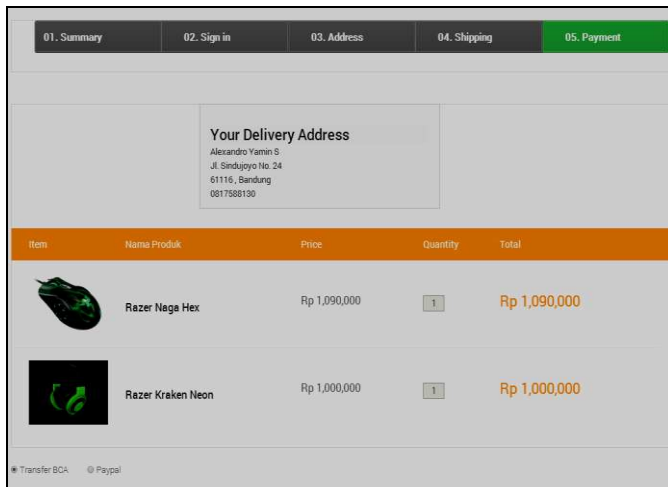 01. Summary 02. Sign in 03. Address 04. Shipping 05. Payment
Your Delivery Address
Alexandro Yamin S
Jl. Sindujoyo No. 24
61116 , Bandung
0817588130
Item Nama Produk Price Quantity Total
Razer Naga Hex Rp 1,090,000 1 Rp 1,090,000
Razer Kraken Neon Rp 1,000,000 1 Rp 1,000,000
Transfer BCA Paypal